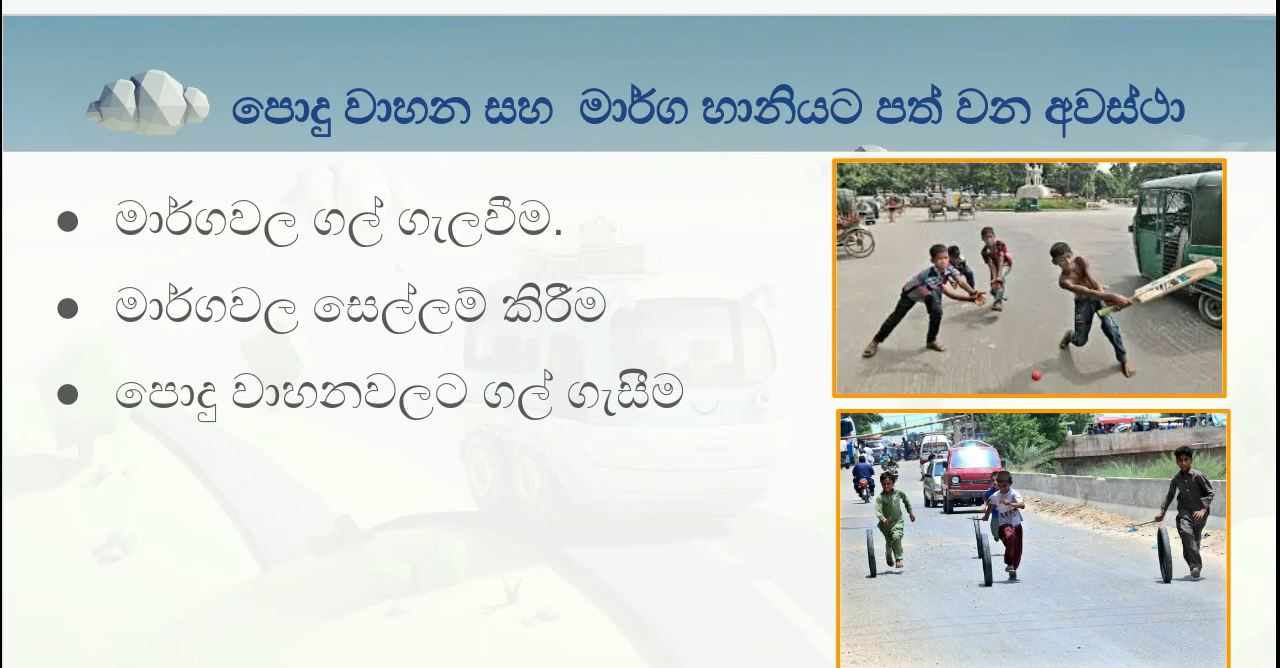 පොදු වාහන සහ මාර්ග හානියට පත් වන අවස්ථා
● මාර්ගවල ගල් ගැලවීම.
● මාර්ගවල සෙල්ලම් කිරීම
● පොදු වාහනවලට ගල් ගැසීම